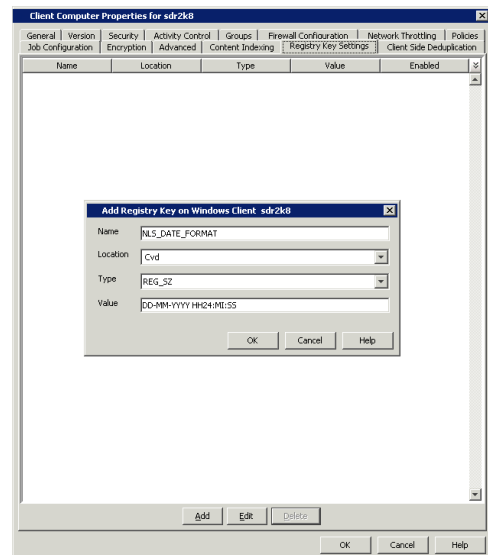 Client Computer Properties for sdr2k8
General Version Security Activity Control Groups Firewall Configuration Network Throttling Policies
Job Configuration Encryption Advanced Content Indexing Registry Key Settings Client Side Deduplication
Name Location Type Value Enabled
Add Registry Key on Windows Client sdr2k8
Name NLS_DATE_FORMAT
Location Cvd
Type REG_SZ
Value DD-MM-YYYY HH24:MI:SS
OK Cancel Help
Add Edit Delete
OK Cancel Help